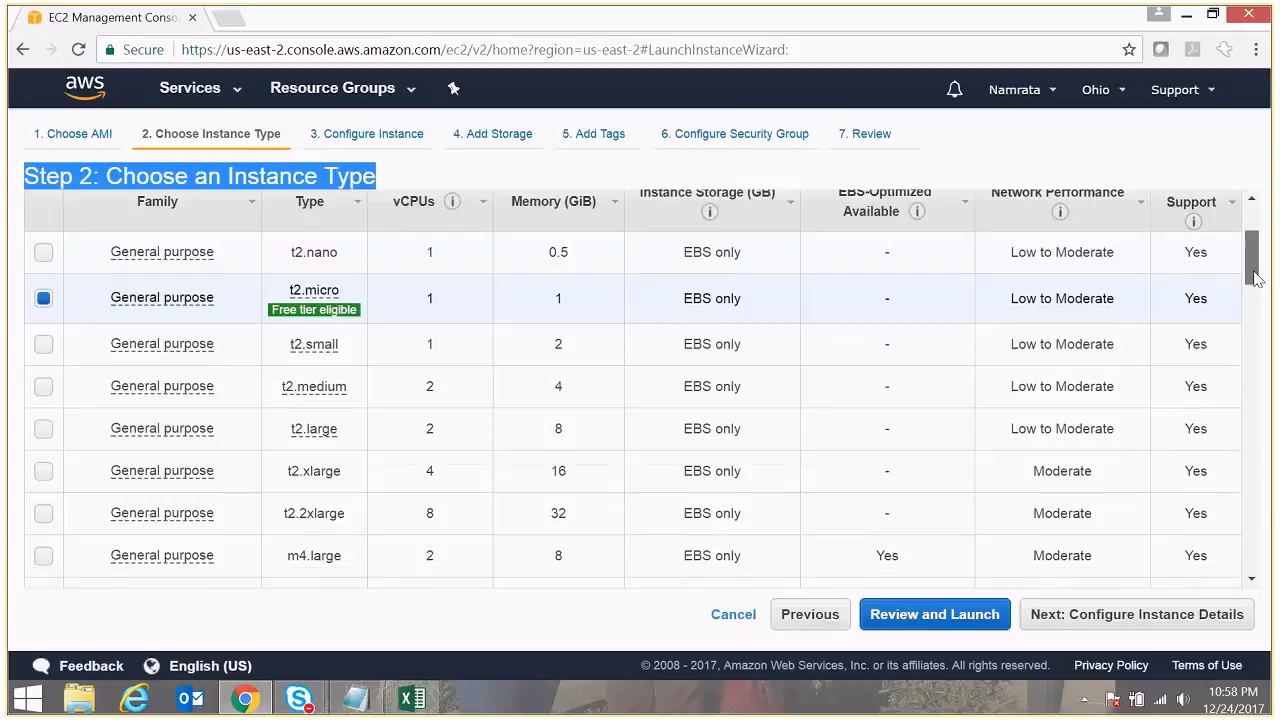 EC2 Management Conso
Secure https://us-east-2.console.aws.amazon.com/ec2/v2/home?region=us-east-2#LaunchInstanceWizard:
aws Services Resource Groups Namrata Ohio Support
1. Choose AMI 2. Choose Instance Type 3. Configure Instance 4. Add Storage 5. Add Tags 6. Configure Security Group 7. Review
Step 2: Choose an Instance Type
Family Type vCPUs Memory (GiB) Instance Storage (GB) EBS-Optimized Available Network Performance Support
General purpose t2.nano 1 0.5 EBS only - Low to Moderate Yes
General purpose t2.micro Free tier eligible 1 1 EBS only - Low to Moderate Yes
General purpose t2.small 1 2 EBS only - Low to Moderate Yes
General purpose t2.medium 2 4 EBS only - Low to Moderate Yes
General purpose t2.large 2 8 EBS only - Low to Moderate Yes
General purpose t2.xlarge 4 16 EBS only - Moderate Yes
General purpose t2.2xlarge 8 32 EBS only - Moderate Yes
General purpose m4.large 2 8 EBS only Yes Moderate Yes
Cancel Previous Review and Launch Next: Configure Instance Details
Feedback English (US) © 2008 - 2017, Amazon Web Services, Inc. or its affiliates. All rights reserved. Privacy Policy Terms of Use
10:58 PM
12/24/2017